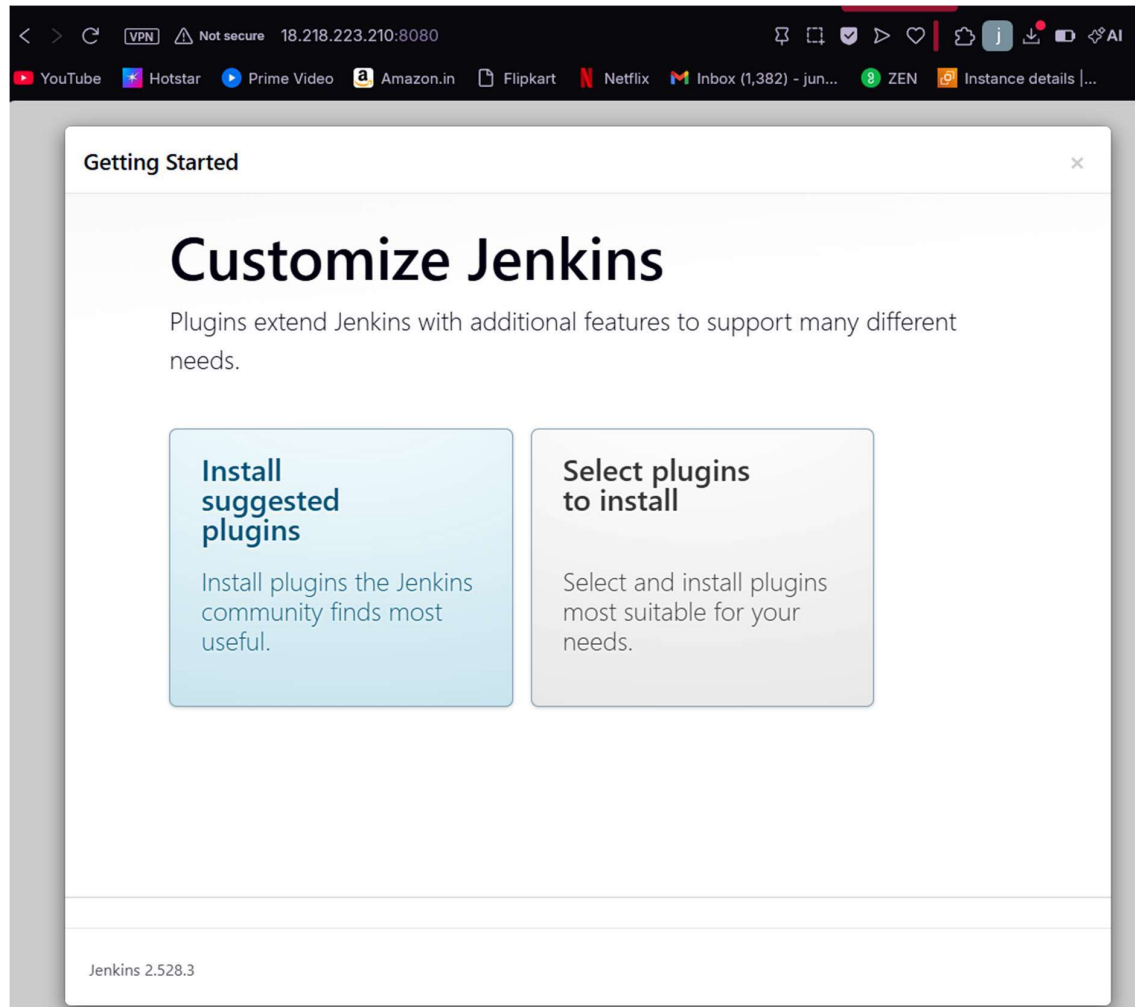 VPN Not secure 18.218.223.210:8080 j AI
YouTube Hotstar Prime Video Amazon.in Flipkart Netflix Inbox (1,382) - jun... ZEN Instance details |...
Getting Started
Customize Jenkins
Plugins extend Jenkins with additional features to support many different
needs.
Install
suggested
plugins
Install plugins the Jenkins
community finds most
useful.
Select plugins
to install
Select and install plugins
most suitable for your
needs.
Jenkins 2.528.3